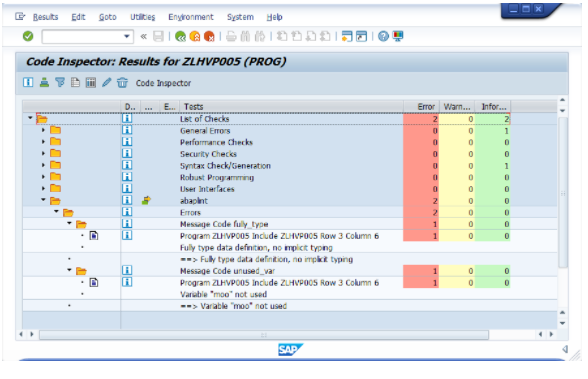 Results Edit Goto Utilities Environment System Help
Code Inspector: Results for ZLHVP005 (PROG)
Code Inspector
D.. ... E... Tests Error Warn... Infor...
List of Checks 2 0 2
General Errors 0 0 1
Performance Checks 0 0 0
Security Checks 0 0 0
Syntax Check/Generation 0 0 1
Robust Programming 0 0 0
User Interfaces 0 0 0
abaplint 2 0 0
Errors 2 0 0
Message Code fully_type 1 0 0
Program ZLHVP005 Include ZLHVP005 Row 3 Column 6 1 0 0
Fully type data definition, no implicit typing
==> Fully type data definition, no implicit typing
Message Code unused_var 1 0 0
Program ZLHVP005 Include ZLHVP005 Row 3 Column 6 1 0 0
Variable "moo" not used
==> Variable "moo" not used
SAP